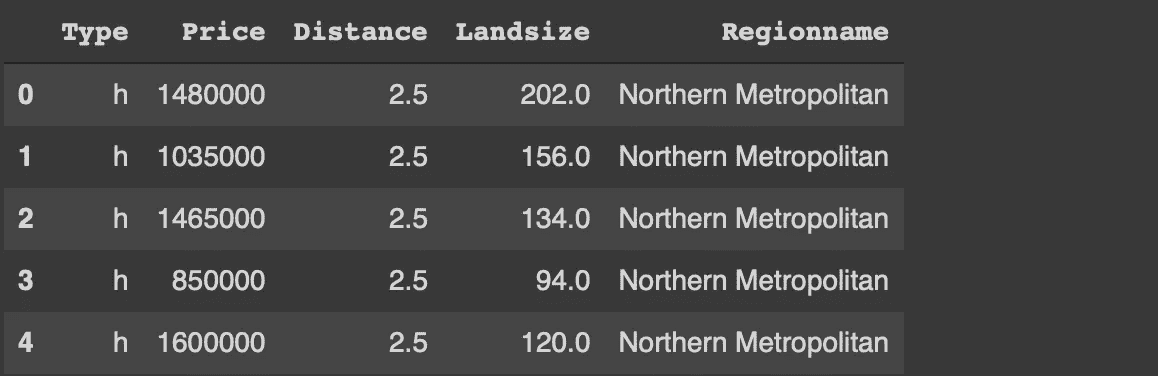 Type Price Distance Landsize Regionname
0 h 1480000 2.5 202.0 Northern Metropolitan
1 h 1035000 2.5 156.0 Northern Metropolitan
2 h 1465000 2.5 134.0 Northern Metropolitan
3 h 850000 2.5 94.0 Northern Metropolitan
4 h 1600000 2.5 120.0 Northern Metropolitan